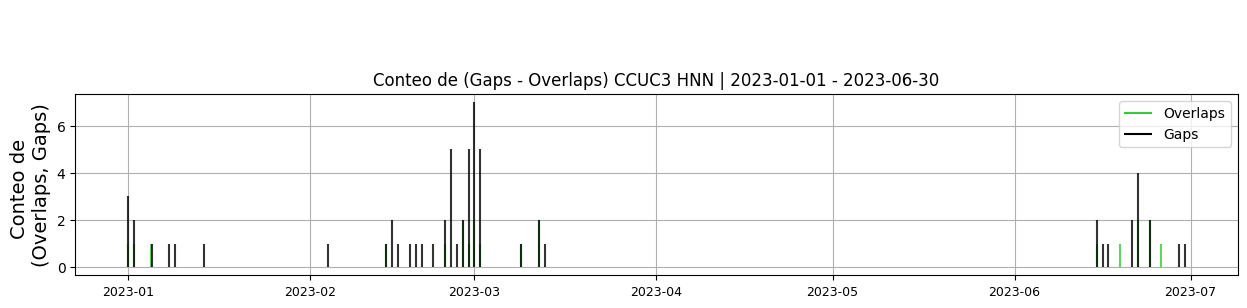 Conteo de (Gaps - Overlaps) CCUC3 HNN | 2023-01-01 - 2023-06-30
Conteo de
(Overlaps, Gaps)
6
4
2
0
Overlaps
Gaps
2023-01
2023-02
2023-03
2023-04
2023-05
2023-06
2023-07